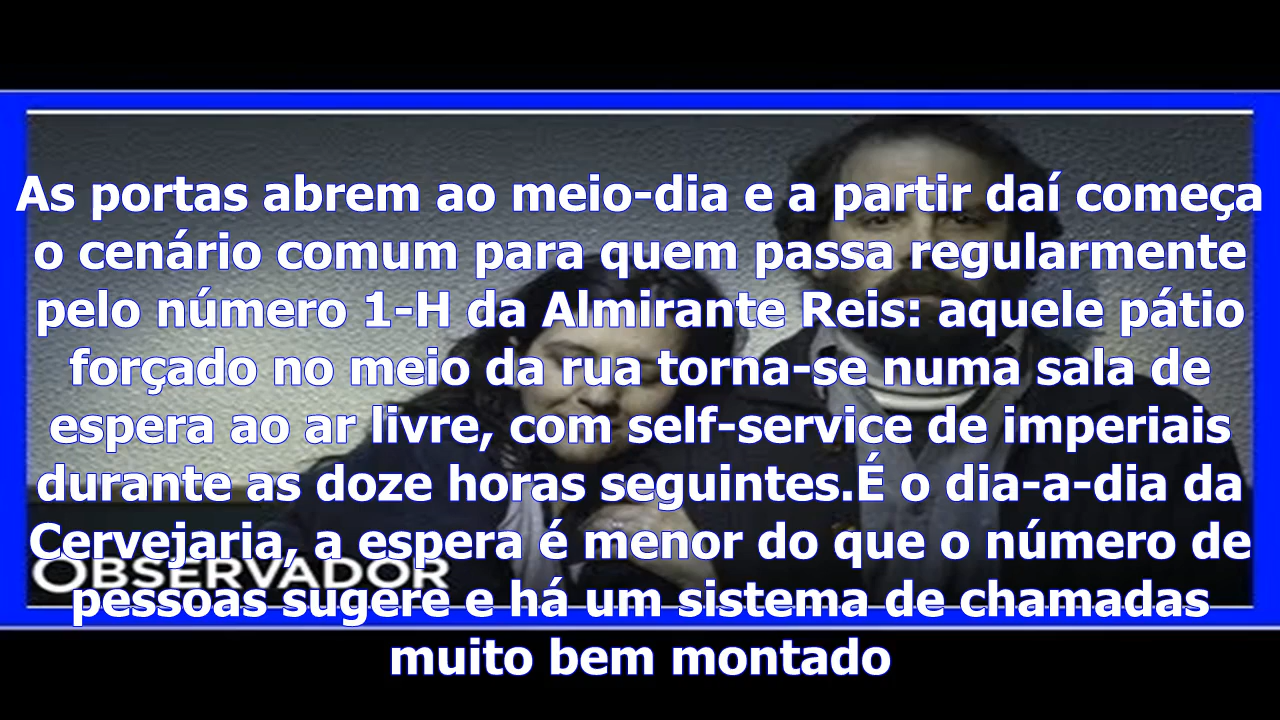 As portas abrem ao meio-dia e a partir daí começa
o cenário comum para quem passa regularmente
pelo número 1-H da Almirante Reis: aquele pátio
forçado no meio da rua torna-se numa sala de
espera ao ar livre, com self-service de imperiais
durante as doze horas seguintes.É o dia-a-dia da
Cervejaria, a espera é menor do que o número de
OBSERVADOR
pessoas sugere e há um sistema de chamadas
muito bem montado